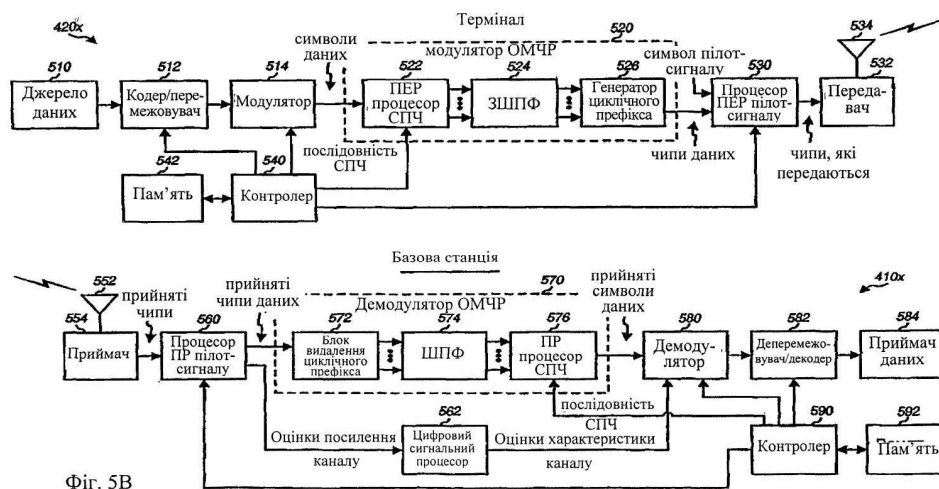 420x
Термінал
534
символи
даних
модулятор ОМЧР
520
символ пілот-
сигналу
510
Джерело
даних
512
Кодер/пере-
межовувач
514
Модулятор
522
ПЕР
процесор
СПЧ
524
ЗШПФ
526
Генератор
циклічного
префікса
530
Процесор
ПЕР пілот-
сигналу
532
Переда-
вач
послідовність
СПЧ
чипи даних
чипи, які
передаються
542
Пам’ять
540
Контролер
Базова станція
552
прийняті
чипи
прийняті
чипи даних
570
Демодулятор ОМЧР
прийняті
символи
даних
410x
554
Приймач
560
Процесор
ПР пілот-
сигналу
572
Блок
видалення
циклічного
префікса
574
ШПФ
576
ПР
процесор
СПЧ
580
Демоду-
лятор
582
Деперемежо-
вувач/декодер
584
Приймач
даних
послідовність
СПЧ
562
Цифровий
сигнальний
процесор
Оцінки посилення
каналу
Оцінки характеристики
каналу
590
Контролер
592
Пам’ять
Фіг. 5В